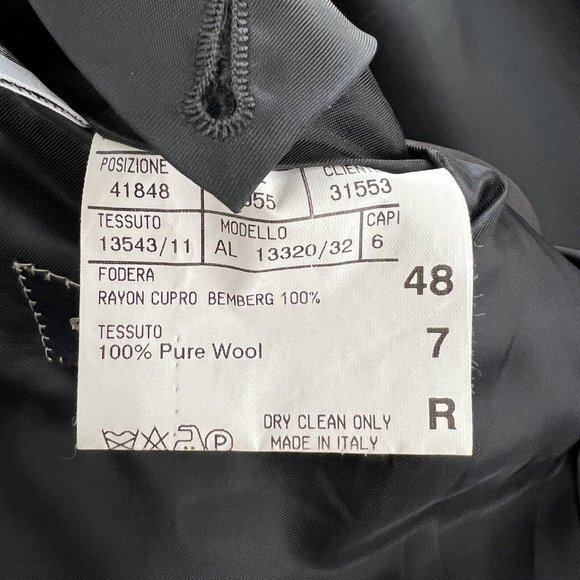 POSIZIONE
41848 31553
TESSUTO MODELLO CAPI
13543/11 AL 13320/32 6
FODERA
RAYON CUPRO BEMBERG 100% 48
TESSUTO
100% Pure Wool 7
DRY CLEAN ONLY R
MADE IN ITALY
P